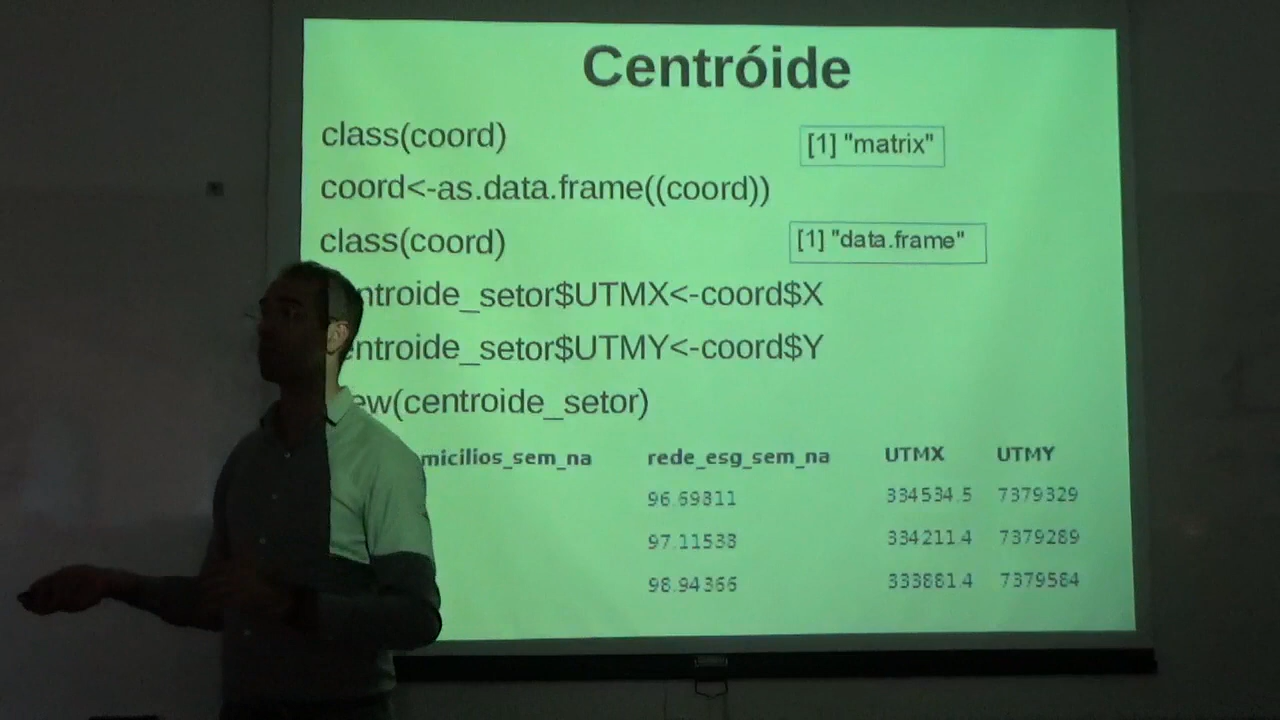 Centróide
class(coord)
[1] "matrix"
coord<-as.data.frame((coord))
class(coord)
[1] "data.frame"
ntroide_setor$UTMX<-coord$X
entroide_setor$UTMY<-coord$Y
ew(centroide_setor)
micilios_sem_na rede_esg_sem_na UTMX UTMY
96.69811 334534.5 7379329
97.11538 334211.4 7379289
98.94366 333881.4 7379584